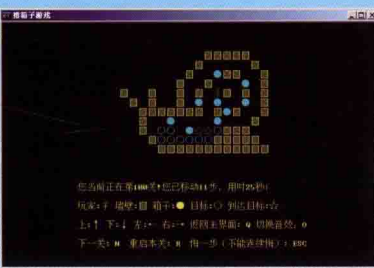 推箱子游戏
您当前正在第100关!您已移动11步, 用时25秒!
玩家:♀ 墙壁:▓ 箱子:● 目标:○ 到达目标:☆
上:↑ 下:↓ 左:← 右:→ 返回主界面: Q 切换音效: O
下一关: N 重启本关: R 悔一步 (不能连续悔): ESC